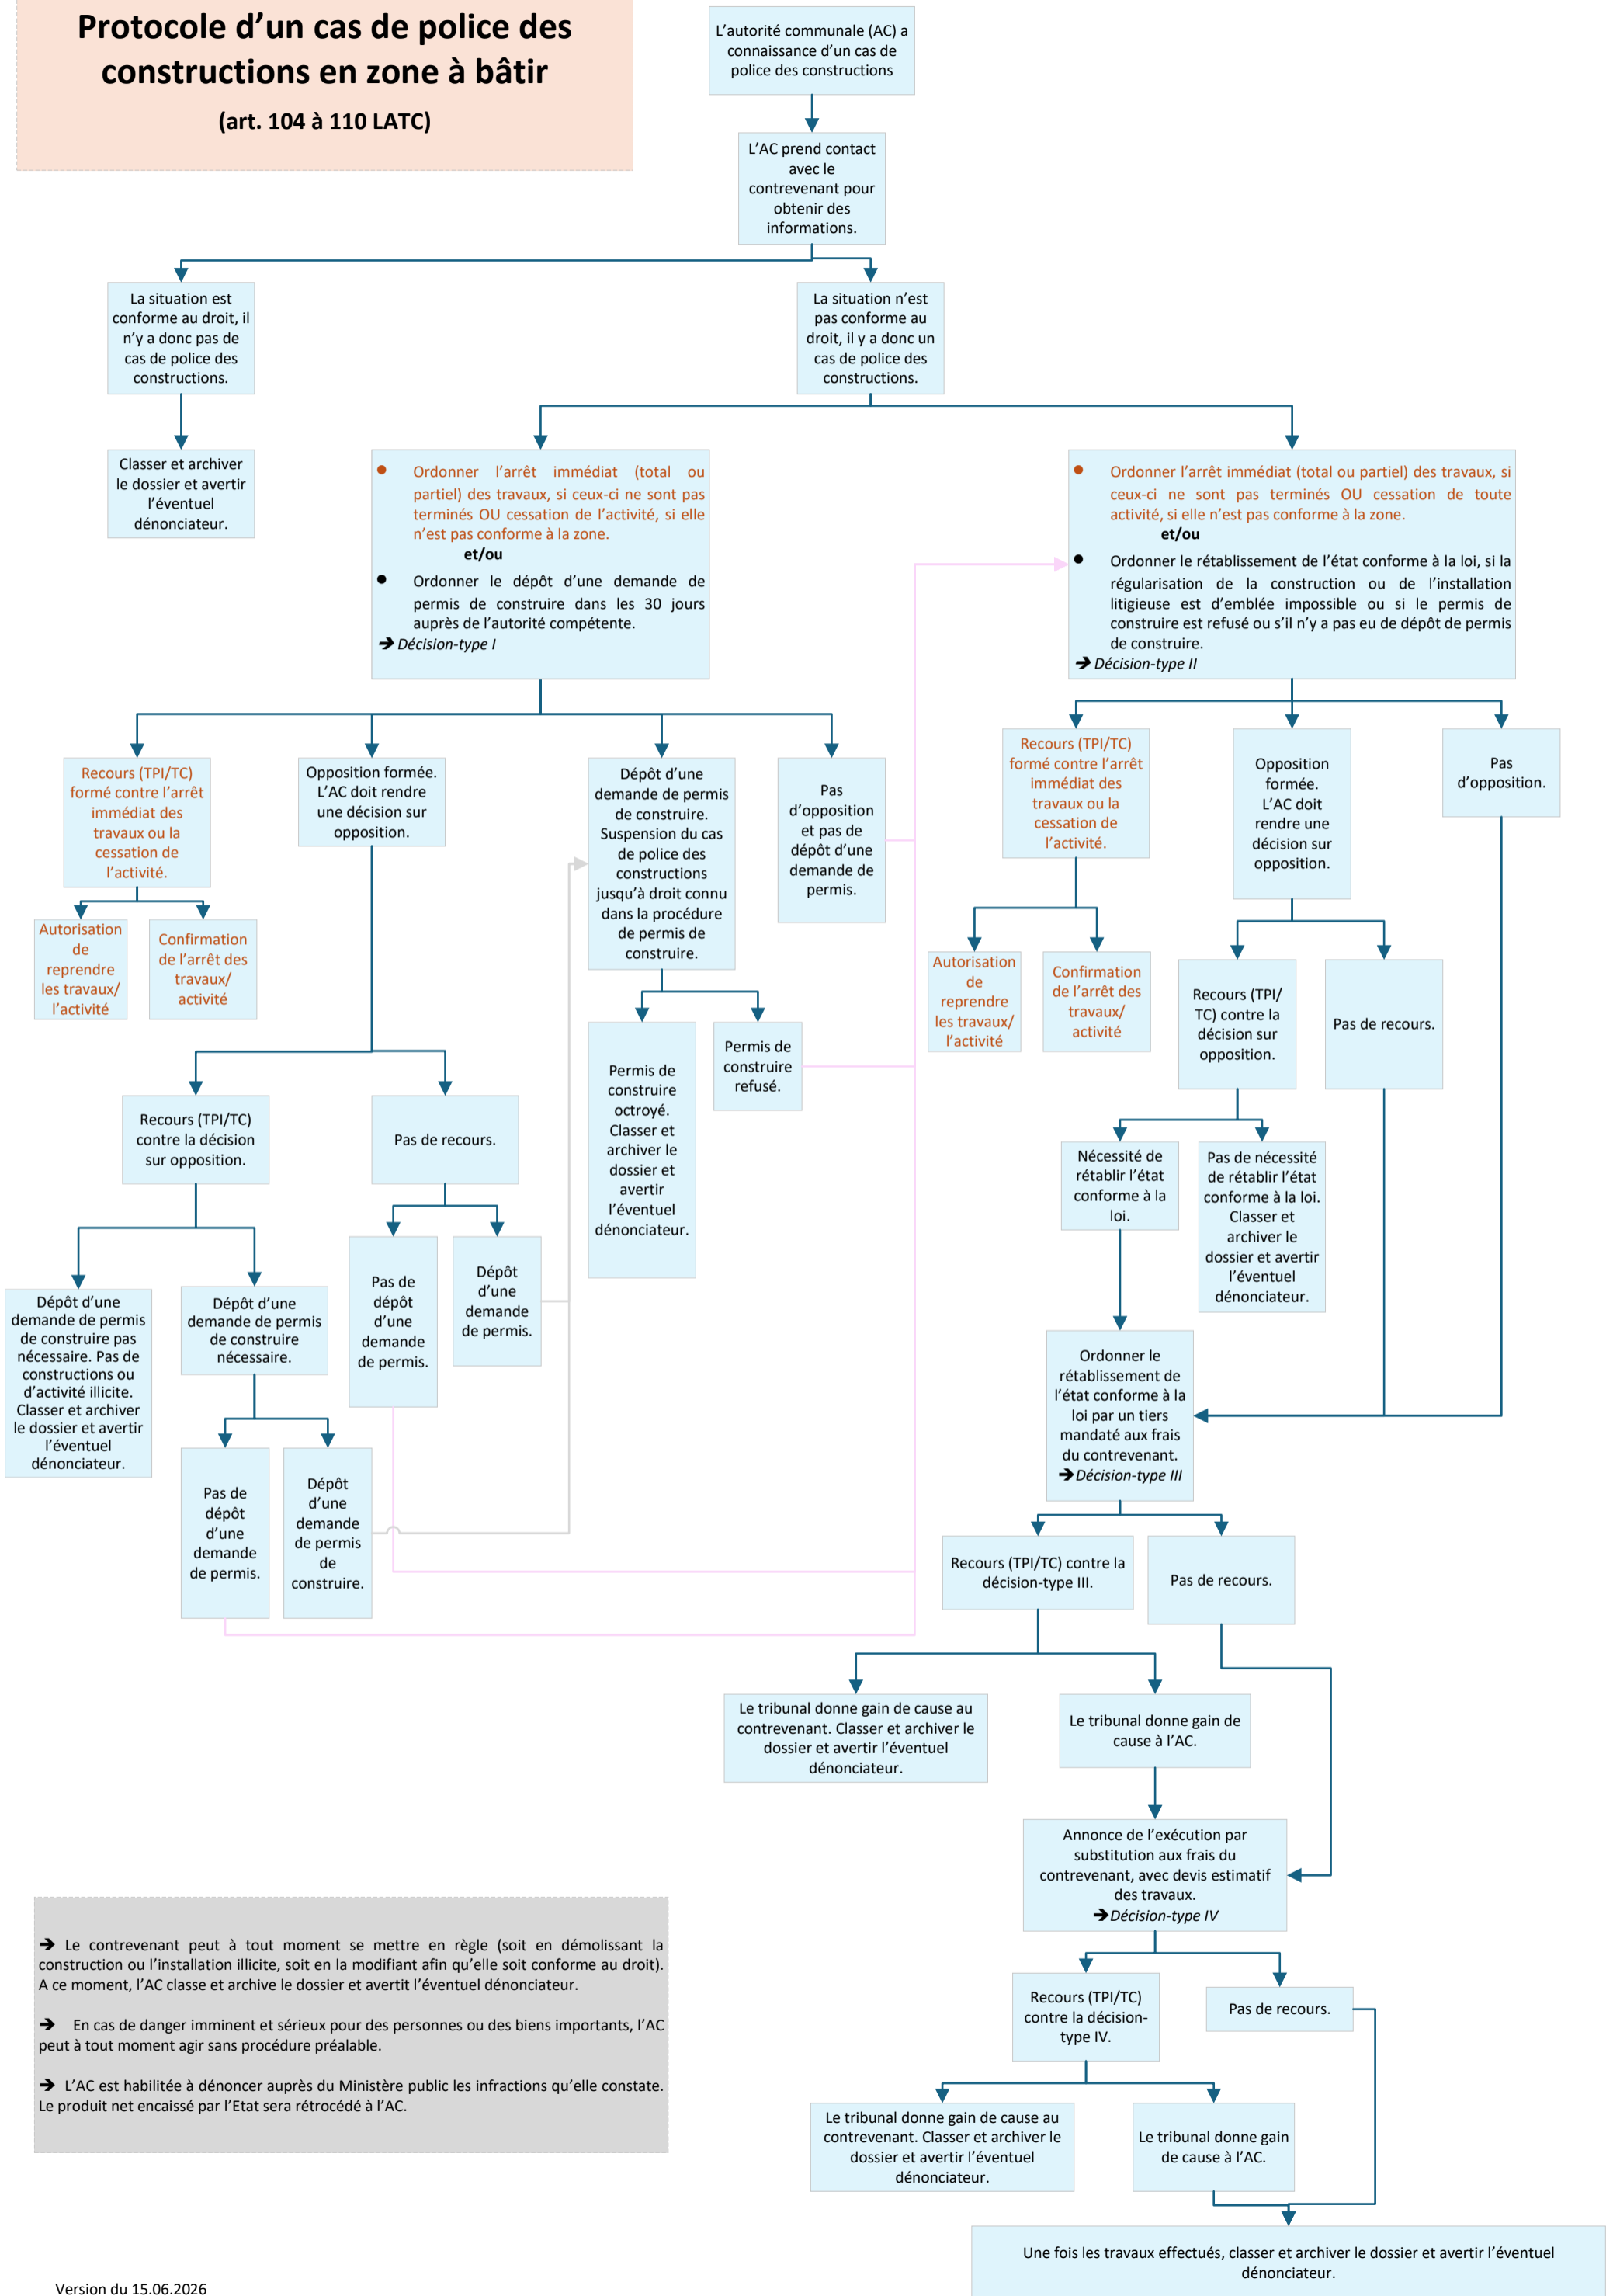 Protocole d’un cas de police des
constructions en zone à bâtir
(art. 104 à 110 LATC)
L’autorité communale (AC) a
connaissance d’un cas de
police des constructions
L’AC prend contact
avec le
contrevenant pour
obtenir des
informations.
La situation est
conforme au droit, il
n’y a donc pas de
cas de police des
constructions.
La situation n’est
pas conforme au
droit, il y a donc un
cas de police des
constructions.
Classer et archiver
le dossier et avertir
l’éventuel
dénonciateur.
● Ordonner l’arrêt immédiat (total ou
partiel) des travaux, si ceux-ci ne sont pas
terminés OU cessation de l’activité, si elle
n’est pas conforme à la zone.
et/ou
● Ordonner le dépôt d’une demande de
permis de construire dans les 30 jours
auprès de l’autorité compétente.
➔ Décision-type I
● Ordonner l’arrêt immédiat (total ou partiel) des travaux, si
ceux-ci ne sont pas terminés OU cessation de toute
activité, si elle n’est pas conforme à la zone.
et/ou
● Ordonner le rétablissement de l’état conforme à la loi, si la
régularisation de la construction ou de l’installation
litigieuse est d’emblée impossible ou si le permis de
construire est refusé ou s’il n’y a pas eu de dépôt de permis
de construire.
➔ Décision-type II
Recours (TPI/TC)
formé contre l’arrêt
immédiat des
travaux ou la
cessation de
l’activité.
Opposition formée.
L’AC doit rendre
une décision sur
opposition.
Dépôt d’une
demande de permis
de construire.
Suspension du cas
de police des
constructions
jusqu’à droit connu
dans la procédure
de permis de
construire.
Pas
d’opposition
et pas de
dépôt d’une
demande de
permis.
Recours (TPI/TC)
formé contre l’arrêt
immédiat des
travaux ou la
cessation de
l’activité.
Opposition
formée.
L’AC doit
rendre une
décision sur
opposition.
Pas
d’opposition.
Autorisation
de
reprendre
les travaux/
l’activité
Confirmation
de l’arrêt des
travaux/
activité
Autorisation
de
reprendre
les travaux/
l’activité
Confirmation
de l’arrêt des
travaux/
activité
Recours (TPI/
TC) contre la
décision sur
opposition.
Pas de recours.
Permis de
construire
octroyé.
Classer et
archiver le
dossier et
avertir
l’éventuel
dénonciateur.
Permis de
construire
refusé.
Recours (TPI/TC)
contre la décision
sur opposition.
Pas de recours.
Nécessité de
rétablir l’état
conforme à la
loi.
Pas de nécessité
de rétablir l’état
conforme à la loi.
Classer et
archiver le
dossier et avertir
l’éventuel
dénonciateur.
Pas de
dépôt
d’une
demande
de permis.
Dépôt
d’une
demande
de permis.
Dépôt d’une
demande de permis
de construire pas
nécessaire. Pas de
constructions ou
d’activité illicite.
Classer et archiver
le dossier et avertir
l’éventuel
dénonciateur.
Dépôt d’une
demande de permis
de construire
nécessaire.
Ordonner le
rétablissement de
l’état conforme à la
loi par un tiers
mandaté aux frais
du contrevenant.
➔Décision-type III
Pas de
dépôt
d’une
demande
de permis.
Dépôt
d’une
demande
de permis
de
construire.
Recours (TPI/TC) contre la
décision-type III.
Pas de recours.
Le tribunal donne gain de cause au
contrevenant. Classer et archiver le
dossier et avertir l’éventuel
dénonciateur.
Le tribunal donne gain de
cause à l’AC.
Annonce de l’exécution par
substitution aux frais du
contrevenant, avec devis estimatif
des travaux.
➔Décision-type IV
➔ Le contrevenant peut à tout moment se mettre en règle (soit en démolissant la
construction ou l’installation illicite, soit en la modifiant afin qu’elle soit conforme au droit).
A ce moment, l’AC classe et archive le dossier et avertit l’éventuel dénonciateur.
➔ En cas de danger imminent et sérieux pour des personnes ou des biens importants, l’AC
peut à tout moment agir sans procédure préalable.
➔ L’AC est habilitée à dénoncer auprès du Ministère public les infractions qu’elle constate.
Le produit net encaissé par l’Etat sera rétrocédé à l’AC.
Recours (TPI/TC)
contre la décision-
type IV.
Pas de recours.
Le tribunal donne gain de cause au
contrevenant. Classer et archiver le
dossier et avertir l’éventuel
dénonciateur.
Le tribunal donne gain
de cause à l’AC.
Une fois les travaux effectués, classer et archiver le dossier et avertir l’éventuel
dénonciateur.
Version du 15.06.2026